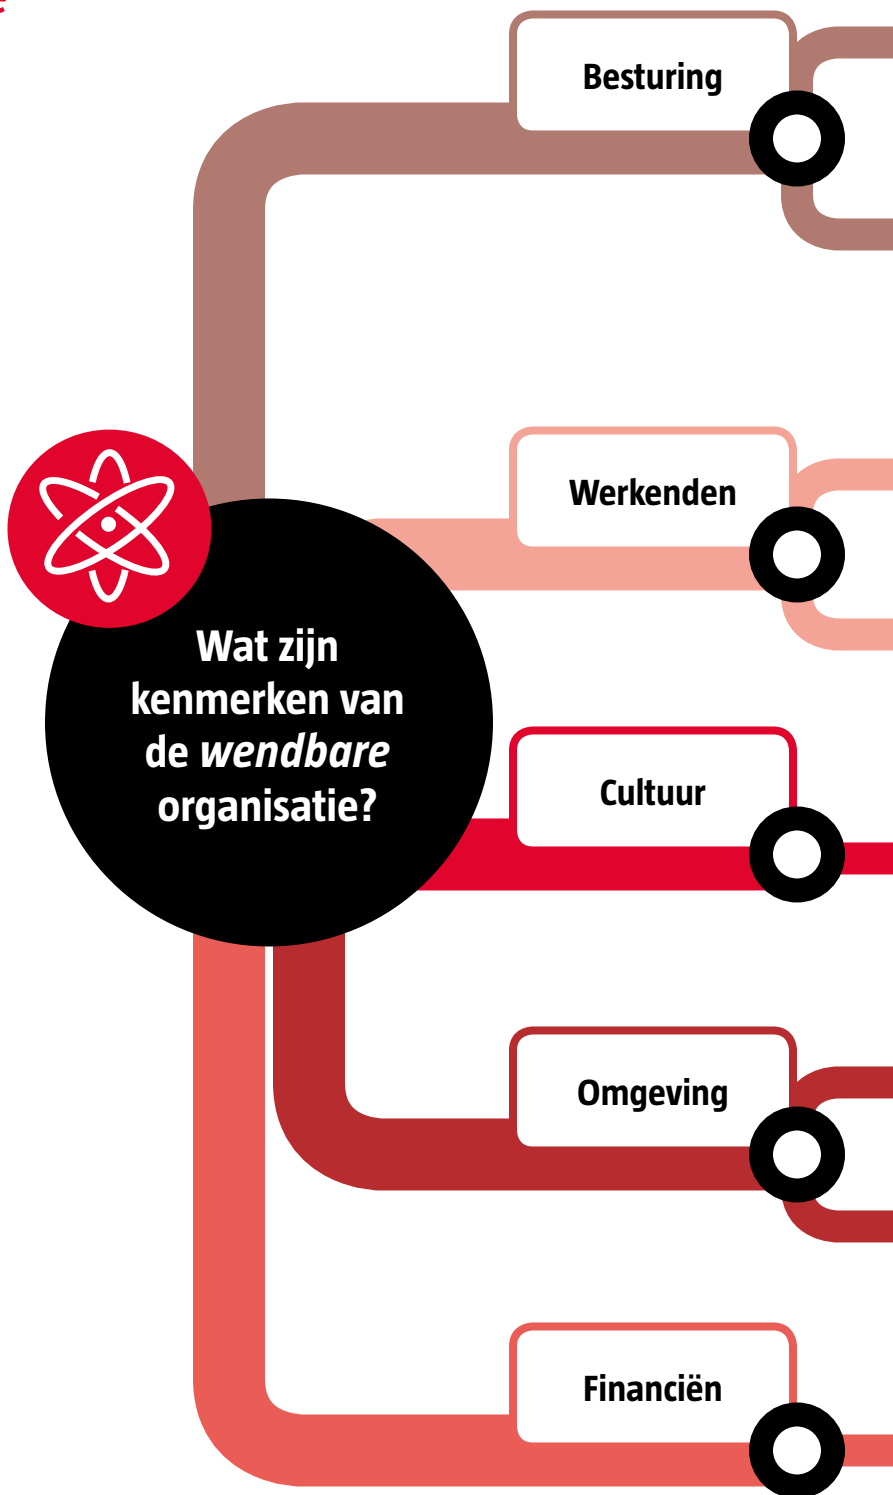 Besturing
Werkenden
Wat zijn
kenmerken van
de wendbare
organisatie?
Cultuur
Omgeving
Financiën